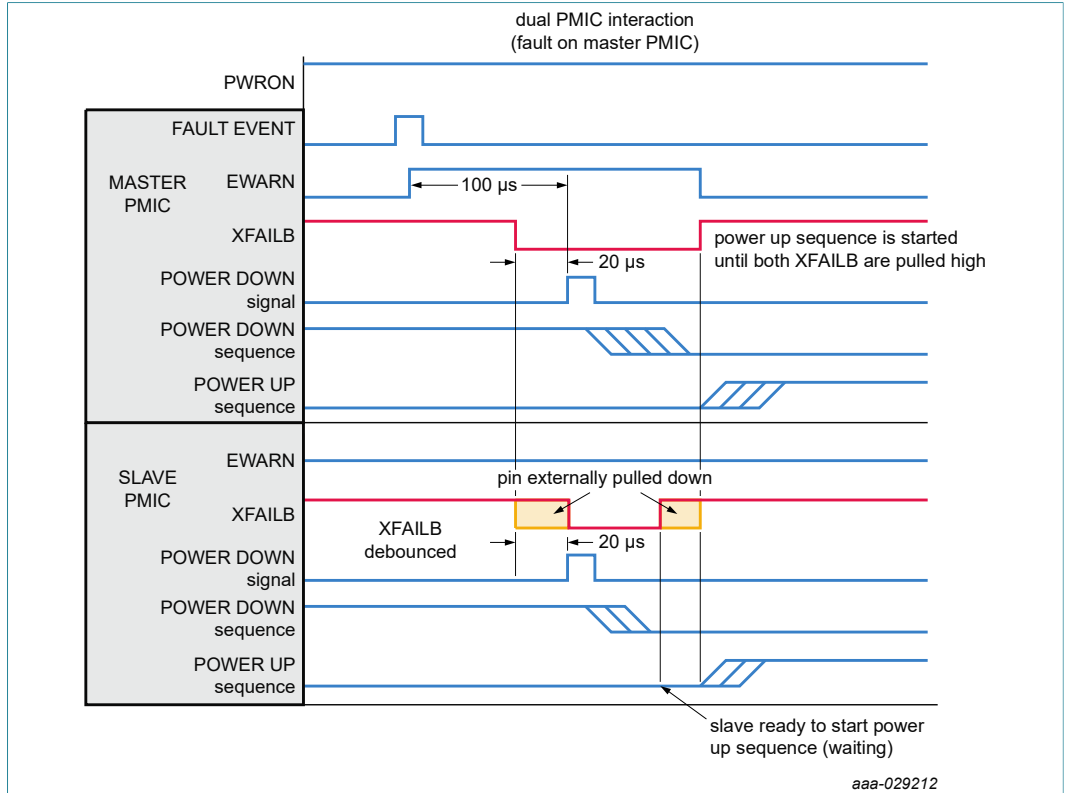 dual PMIC interaction
(fault on master PMIC)
PWRON
FAULT EVENT
MASTER
PMIC
EWARN
100 µs
XFAILB
power up sequence is started
until both XFAILB are pulled high
20 µs
POWER DOWN
signal
POWER DOWN
sequence
POWER UP
sequence
SLAVE
PMIC
EWARN
pin externally pulled down
XFAILB
XFAILB
debounced
20 µs
POWER DOWN
signal
POWER DOWN
sequence
POWER UP
sequence
slave ready to start power
up sequence (waiting)
aaa-029212